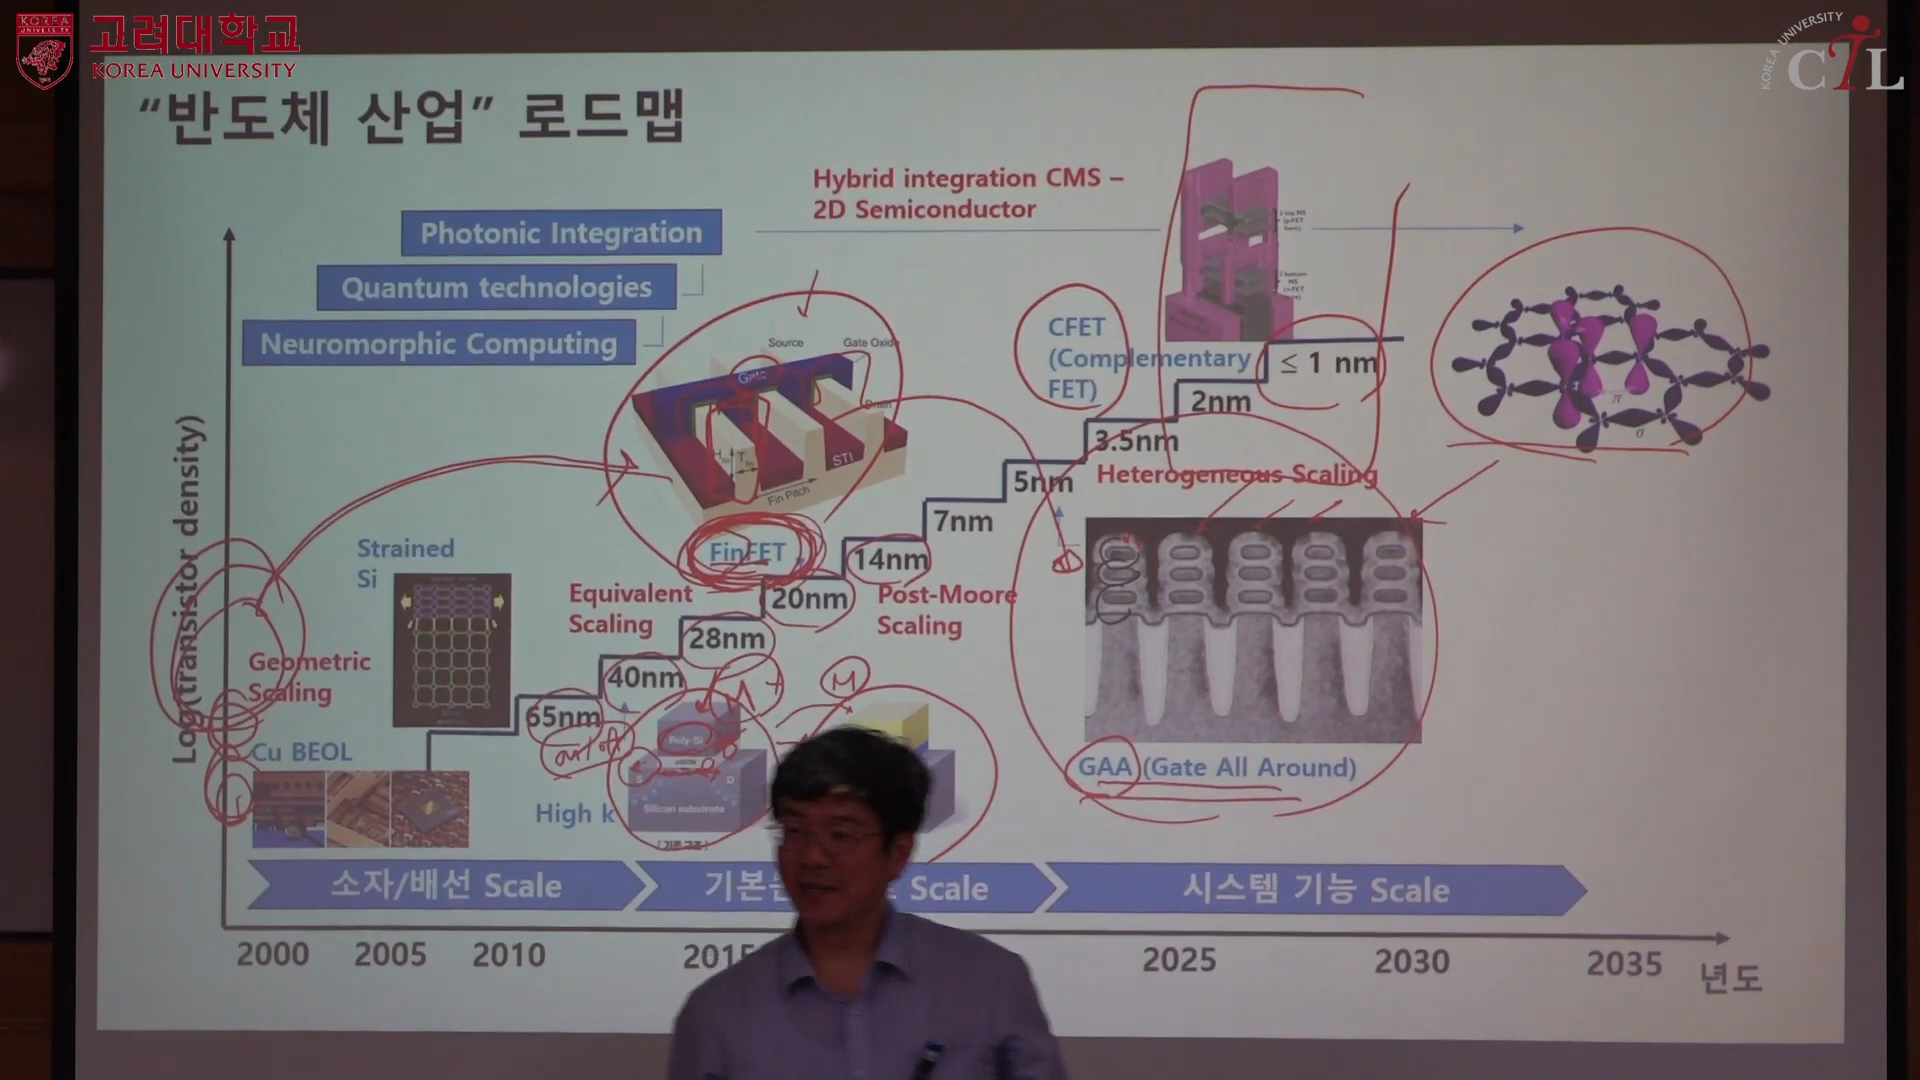 KOREA
UNIVERSITY
고려대학교
KOREA UNIVERSITY
KOREA UNIVERSITY
CTL
“반도체 산업” 로드맵
Hybrid integration CMS –
2D Semiconductor
Photonic Integration
Quantum technologies
Neuromorphic Computing
Source
Gate Oxide
Gate
Drain
STI
Fin Pitch
CFET
(Complementary
FET)
≤ 1 nm
2nm
3.5nm
Heterogeneous Scaling
5nm
7nm
π
σ
Log(transistor density)
Strained
Si
FinFET
14nm
Equivalent
Scaling
20nm
Post-Moore
Scaling
28nm
Geometric
Scaling
40nm
M
65nm
Poly-Si
Cu BEOL
S
D
Silicon substrate
High k
GAA (Gate All Around)
소자/배선 Scale
Scale
시스템 기능 Scale
2000
2005
2010
2015
2025
2030
2035
년도